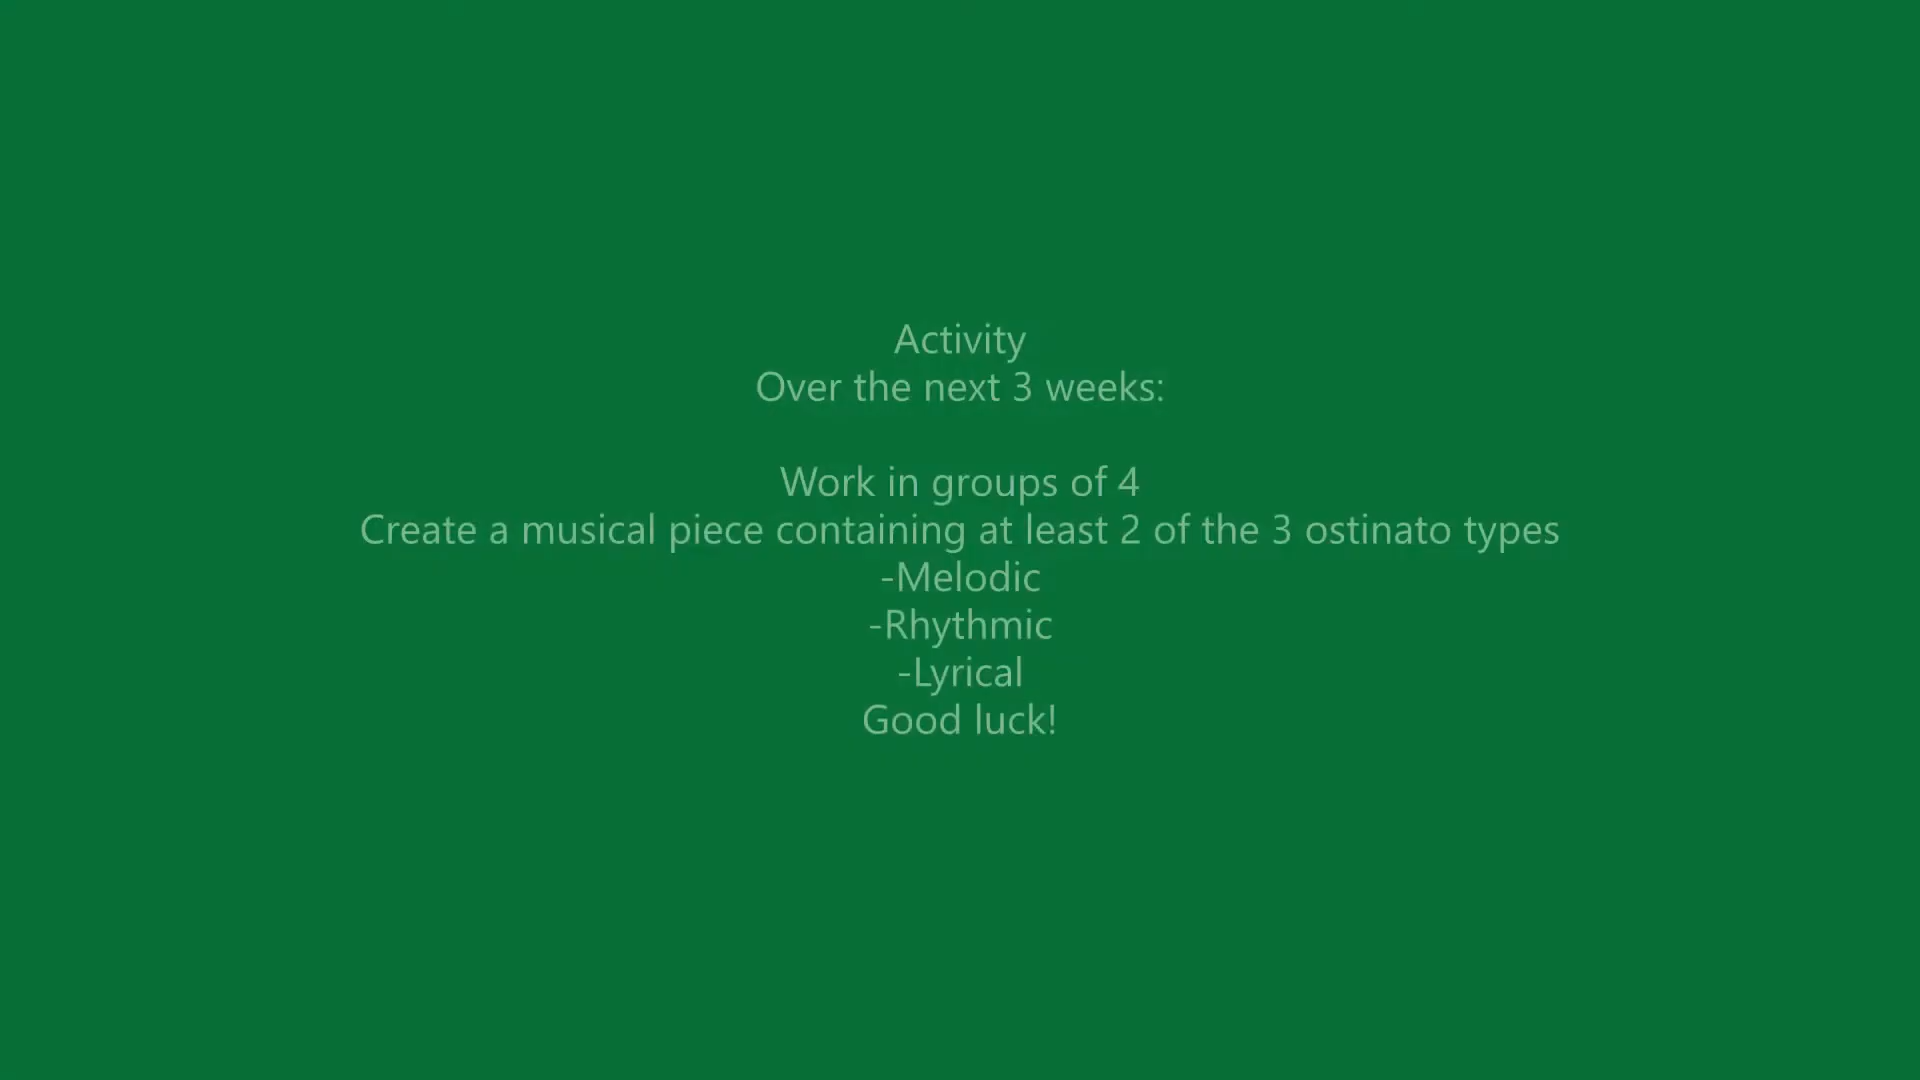 Activity
Over the next 3 weeks:
Work in groups of 4
Create a musical piece containing at least 2 of the 3 ostinato types
-Melodic
-Rhythmic
-Lyrical
Good luck!